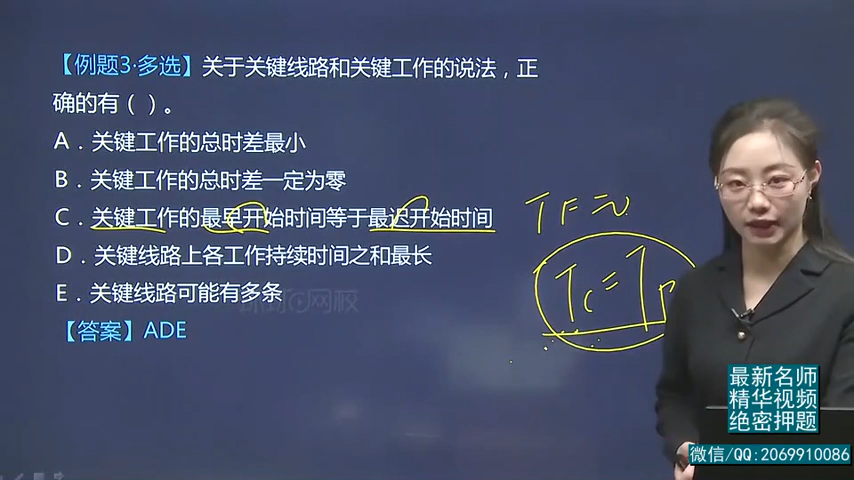 【例题3·多选】关于关键线路和关键工作的说法，正
确的有（ ）。
A．关键工作的总时差最小
B．关键工作的总时差一定为零
C．关键工作的最早开始时间等于最迟开始时间
D．关键线路上各工作持续时间之和最长
E．关键线路可能有多条
【答案】ADE
TF=0
Tc=Tp
最新名师
精华视频
绝密押题
微信/QQ:2069910086